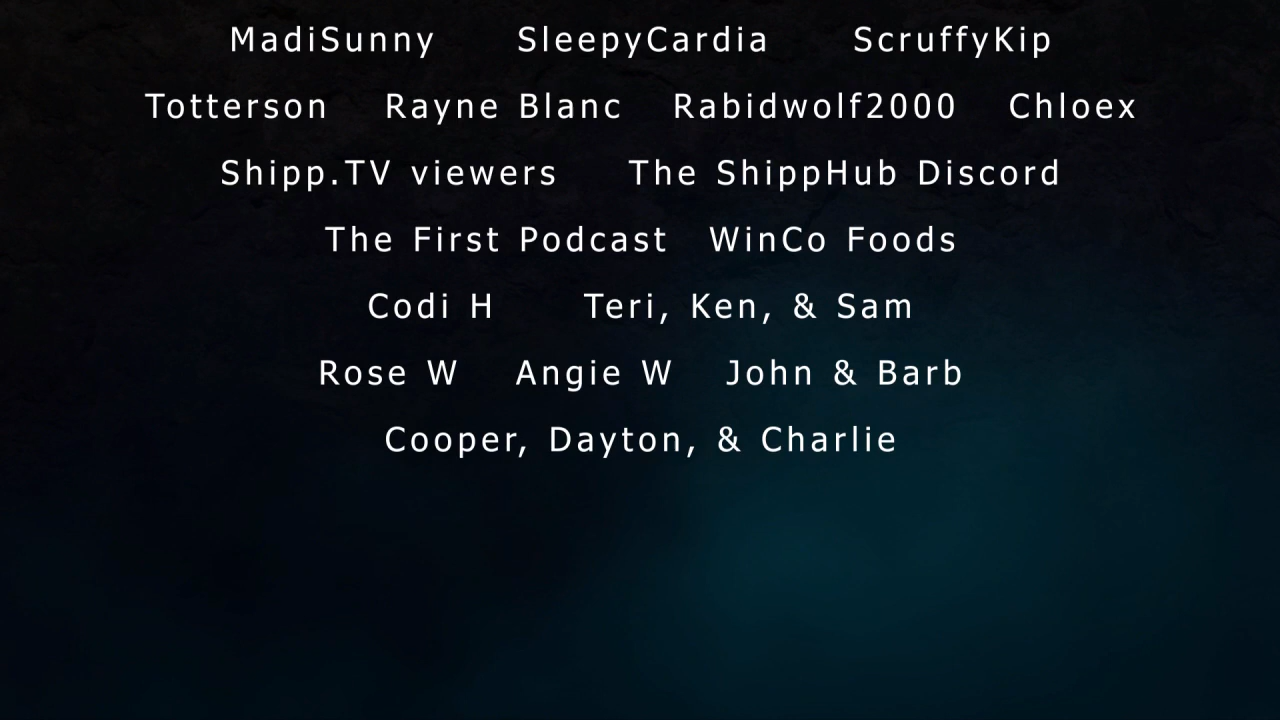 MadiSunny SleepyCardia ScruffyKip
Totterson Rayne Blanc Rabidwolf2000 Chloex
Shipp.TV viewers The ShippHub Discord
The First Podcast WinCo Foods
Codi H Teri, Ken, & Sam
Rose W Angie W John & Barb
Cooper, Dayton, & Charlie